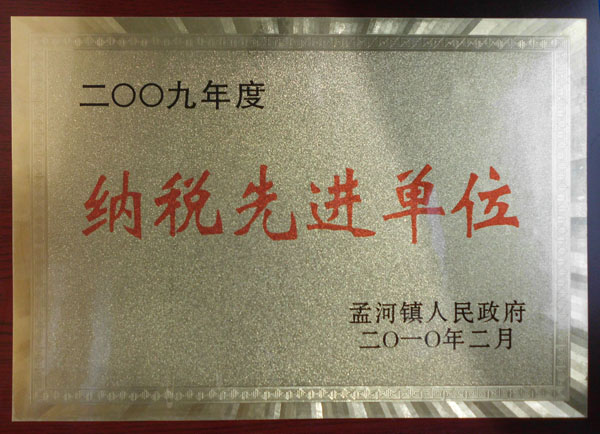 二〇〇九年度
纳税先进单位
孟河镇人民政府
二〇一〇年二月